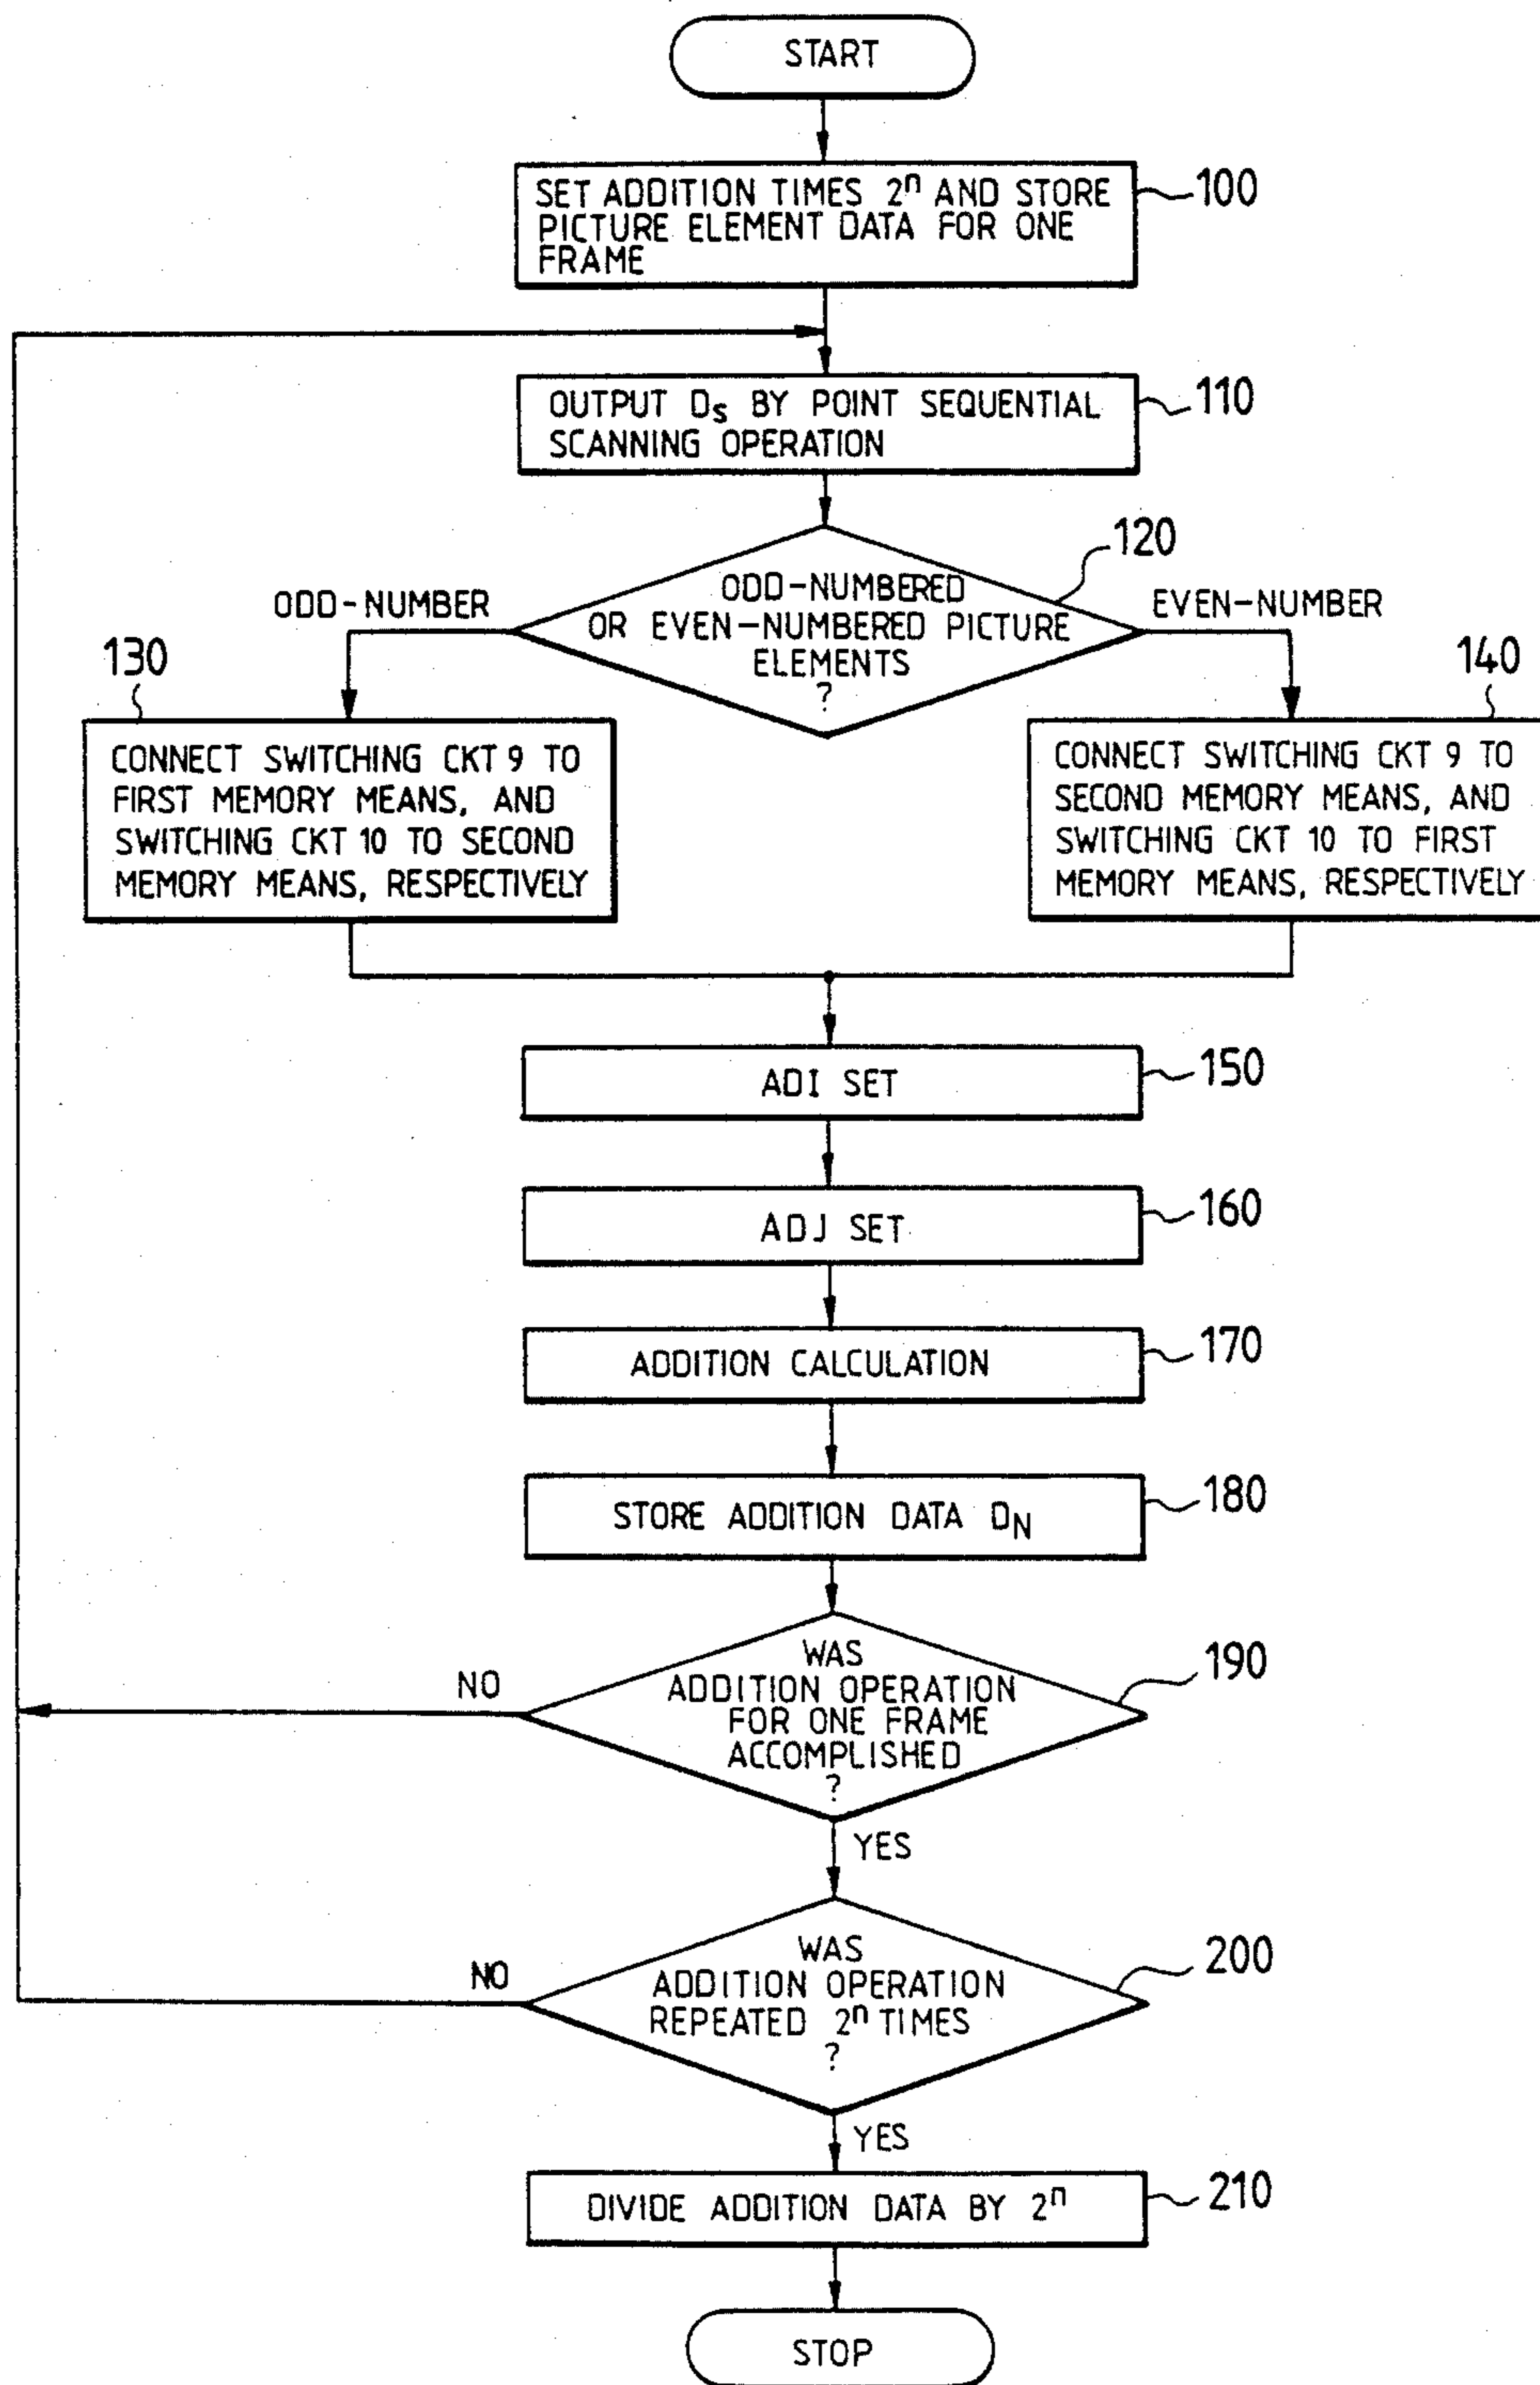 START
SET ADDITION TIMES 2ⁿ AND STORE
PICTURE ELEMENT DATA FOR ONE
FRAME
100
OUTPUT DS BY POINT SEQUENTIAL
SCANNING OPERATION
110
120
ODD-NUMBERED
OR EVEN-NUMBERED PICTURE
ELEMENTS
?
ODD-NUMBER
EVEN-NUMBER
130
CONNECT SWITCHING CKT 9 TO
FIRST MEMORY MEANS, AND
SWITCHING CKT 10 TO SECOND
MEMORY MEANS, RESPECTIVELY
140
CONNECT SWITCHING CKT 9 TO
SECOND MEMORY MEANS, AND
SWITCHING CKT 10 TO FIRST
MEMORY MEANS, RESPECTIVELY
ADI SET
150
ADJ SET
160
ADDITION CALCULATION
170
STORE ADDITION DATA DN
180
WAS
ADDITION OPERATION
FOR ONE FRAME
ACCOMPLISHED
?
190
NO
YES
WAS
ADDITION OPERATION
REPEATED 2ⁿ TIMES
?
200
NO
YES
DIVIDE ADDITION DATA BY 2ⁿ
210
STOP